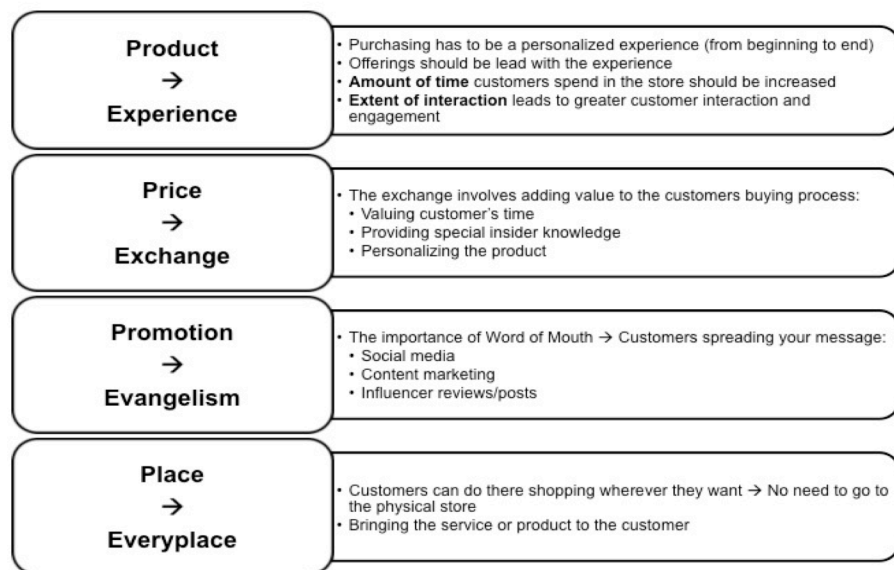 Product
→
Experience
• Purchasing has to be a personalized experience (from beginning to end)
• Offerings should be lead with the experience
• Amount of time customers spend in the store should be increased
• Extent of interaction leads to greater customer interaction and
engagement
Price
→
Exchange
• The exchange involves adding value to the customers buying process:
• Valuing customer's time
• Providing special insider knowledge
• Personalizing the product
Promotion
→
Evangelism
• The importance of Word of Mouth → Customers spreading your message:
• Social media
• Content marketing
• Influencer reviews/posts
Place
→
Everyplace
• Customers can do there shopping wherever they want → No need to go to
the physical store
• Bringing the service or product to the customer